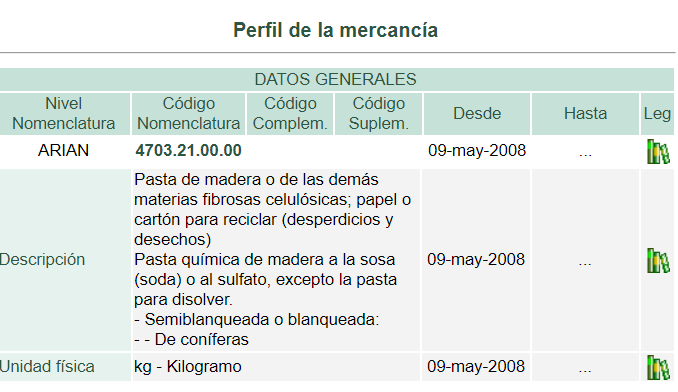 Perfil de la mercancía
DATOS GENERALES
Nivel Nomenclatura Código Nomenclatura Código Complem. Código Suplem. Desde Hasta Leg
ARIAN 4703.21.00.00 09-may-2008 ...
Pasta de madera o de las demás
materias fibrosas celulósicas; papel o
cartón para reciclar (desperdicios y
desechos)
Descripción Pasta química de madera a la sosa 09-may-2008 ...
(soda) o al sulfato, excepto la pasta
para disolver.
- Semiblanqueada o blanqueada:
- - De coníferas
Unidad física kg - Kilogramo 09-may-2008 ...